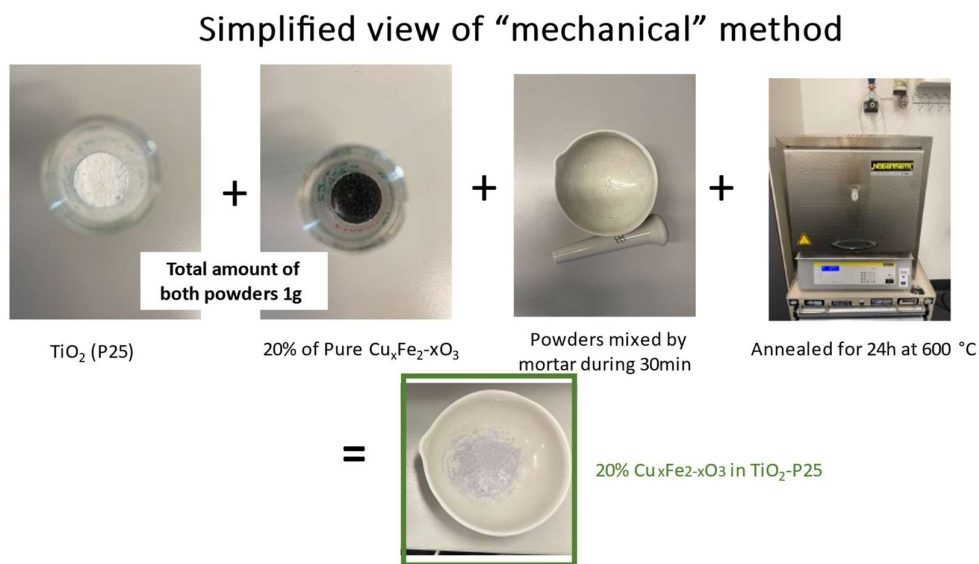 Simplified view of “mechanical” method
+
+
+
Total amount of
both powders 1g
TiO₂ (P25)
20% of Pure CuₓFe₂-xO₃
Powders mixed by
mortar during 30min
Annealed for 24h at 600 °C
Nabertherm
=
20% CuxFe2-xO3 in TiO₂-P25